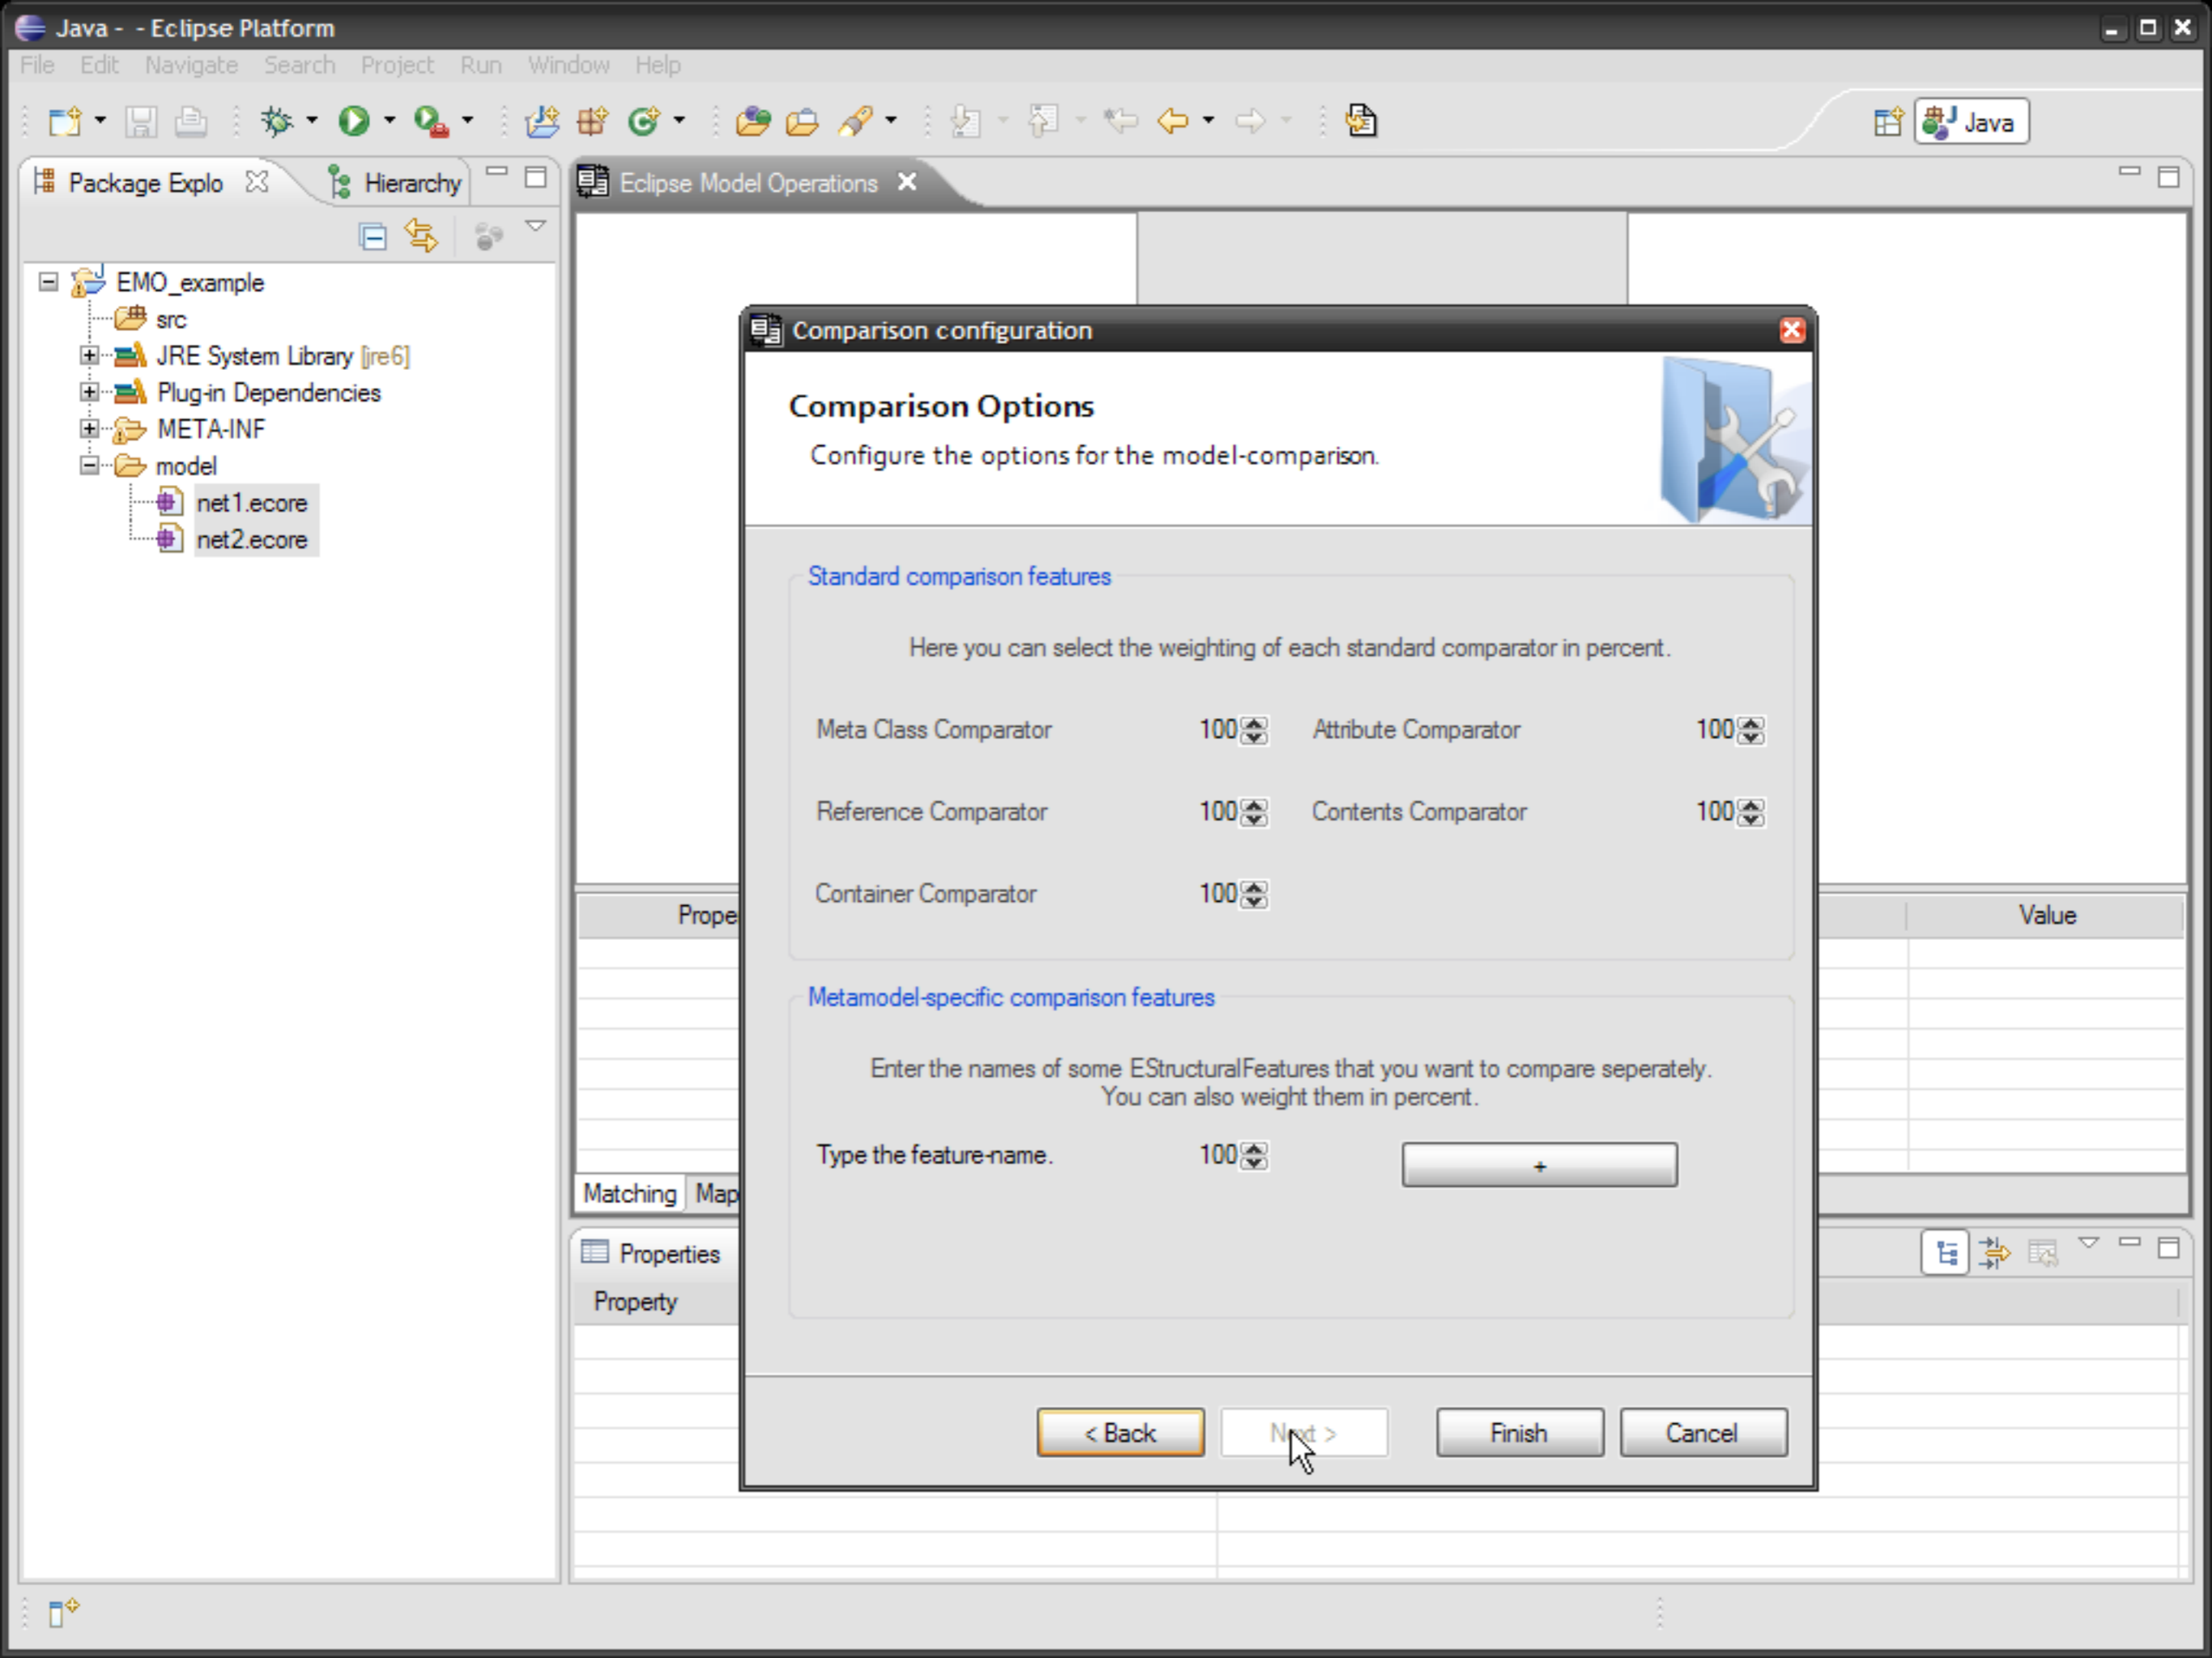 Java - - Eclipse Platform
File Edit Navigate Search Project Run Window Help
Java
Package Explo
Hierarchy
Eclipse Model Operations
EMO_example
src
JRE System Library [jre6]
Plug-in Dependencies
META-INF
model
net1.ecore
net2.ecore
Comparison configuration
Comparison Options
Configure the options for the model-comparison.
Standard comparison features
Here you can select the weighting of each standard comparator in percent.
Meta Class Comparator 100 Attribute Comparator 100
Reference Comparator 100 Contents Comparator 100
Container Comparator 100
Metamodel-specific comparison features
Enter the names of some EStructuralFeatures that you want to compare seperately.
You can also weight them in percent.
Type the feature-name. 100 +
< Back Next > Finish Cancel
Prope
Value
Matching Map
Properties
Property